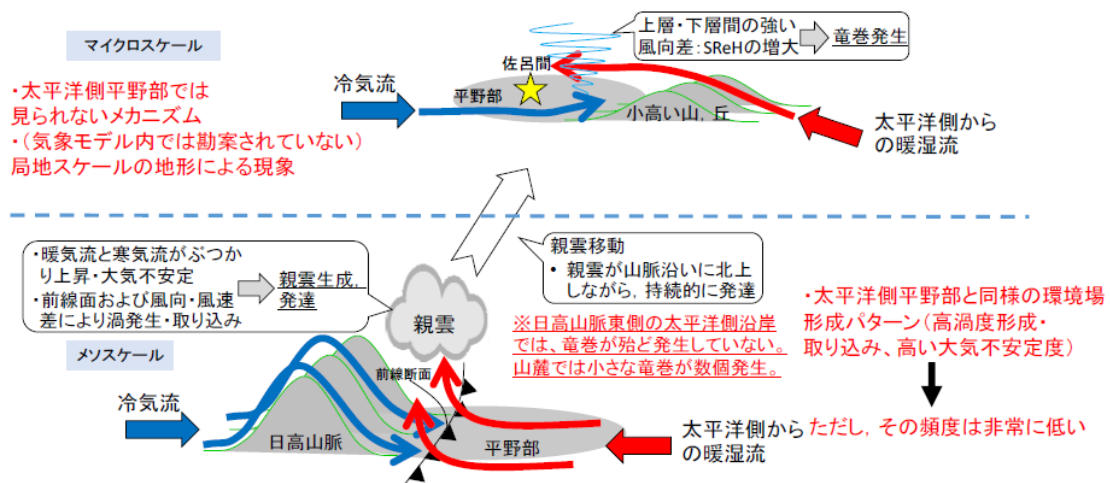 マイクロスケール
・太平洋側平野部では
見られないメカニズム
・（気象モデル内では勘案されていない）
局地スケールの地形による現象
冷気流
平野部
佐呂間
上層・下層間の強い
風向差：SReHの増大
竜巻発生
小高い山，丘
太平洋側から
の暖湿流
・暖気流と寒気流がぶつか
り上昇・大気不安定
・前線面および風向・風速
差により渦発生・取り込み
親雲生成，
発達
親雲
親雲移動
• 親雲が山脈沿いに北上
しながら，持続的に発達
※日高山脈東側の太平洋側沿岸
では、竜巻が殆ど発生していない。
山麓では小さな竜巻が数個発生。
・太平洋側平野部と同様の環境場
形成パターン（高渦度形成・
取り込み、高い大気不安定度）
ただし，その頻度は非常に低い
メソスケール
冷気流
日高山脈
前線断面
平野部
太平洋側から
の暖湿流